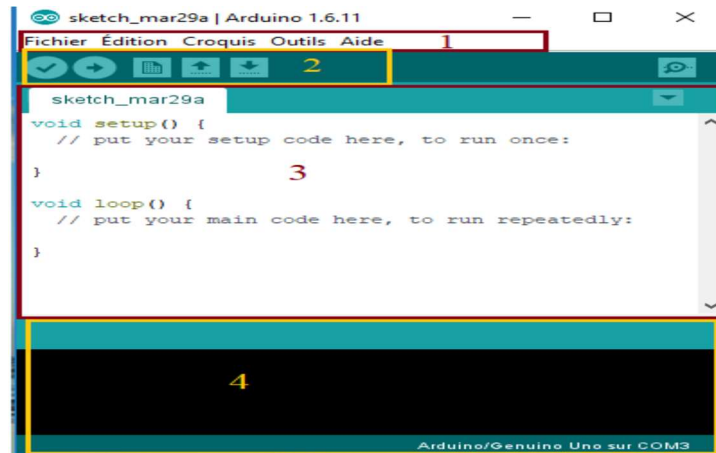 sketch_mar29a | Arduino 1.6.11
Fichier Édition Croquis Outils Aide 1
2
sketch_mar29a
void setup() {
// put your setup code here, to run once:
}
3
void loop() {
// put your main code here, to run repeatedly:
}
4
Arduino/Genuino Uno sur COM3